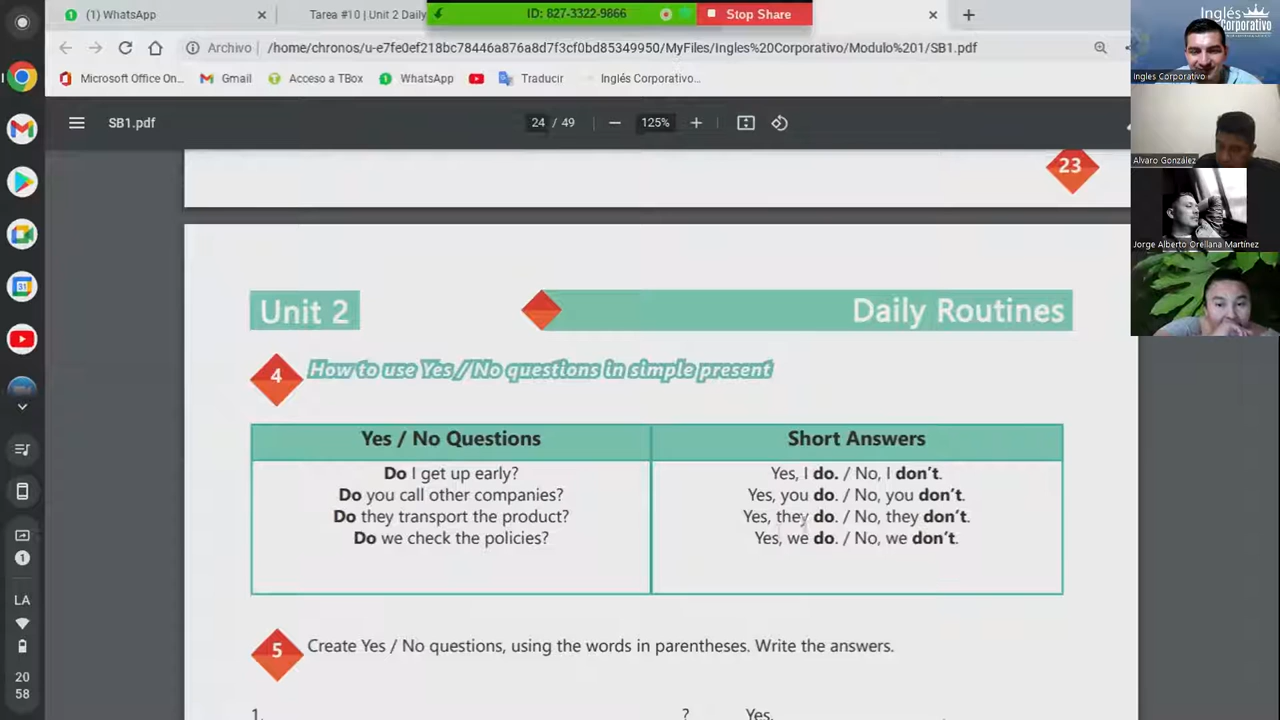 (1) WhatsApp
Tarea #10 | Unit 2 Daily
ID: 827-3322-9866
Stop Share
Inglés
Corporativo
Archivo
/home/chronos/u-e7fe0ef218bc78446a876a8d7f3cf0bd85349950/MyFiles/Ingles%20Corporativo/Modulo%201/SB1.pdf
Ingles Corporativo
Microsoft Office On...
Gmail
Acceso a TBox
WhatsApp
Traducir
Inglés Corporativo...
SB1.pdf
24 / 49
125%
Alvaro González
23
Jorge Alberto Orellana Martínez
Unit 2
Daily Routines
4
How to use Yes / No questions in simple present
Yes / No Questions
Short Answers
Do I get up early?
Yes, I do. / No, I don't.
Do you call other companies?
Yes, you do. / No, you don't.
Do they transport the product?
Yes, they do. / No, they don't.
Do we check the policies?
Yes, we do. / No, we don't.
5
Create Yes / No questions, using the words in parentheses. Write the answers.
1.
?
Yes,
31
1
LA
20
58